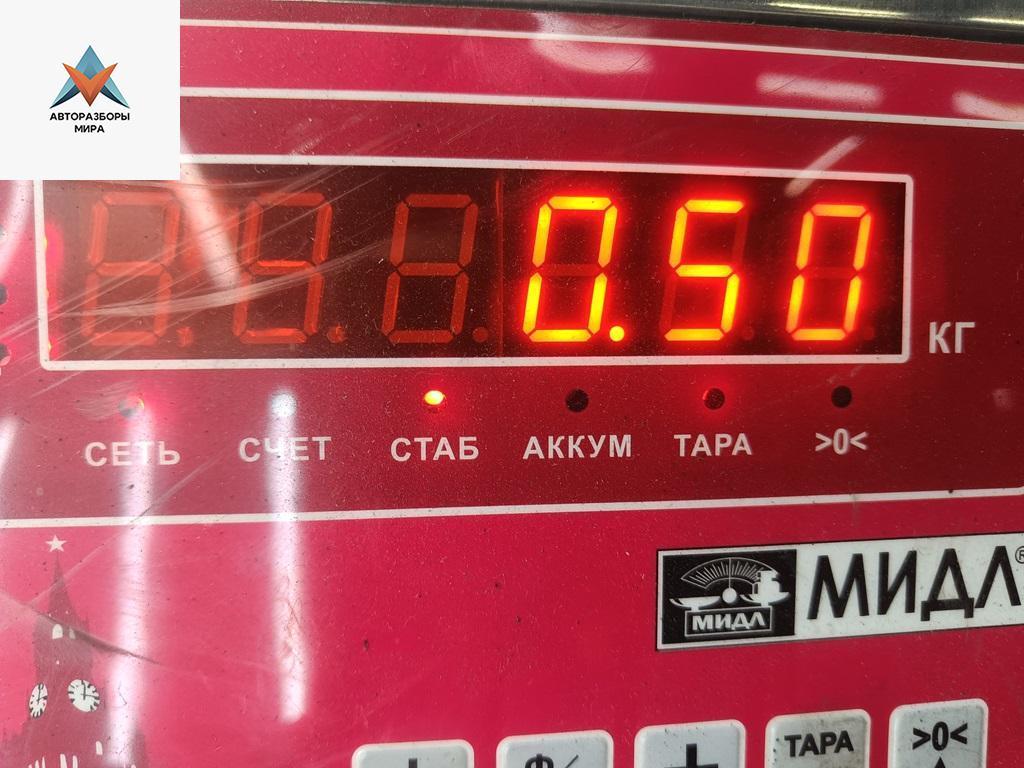 АВТОРАЗБОРЫ
МИРА
0.50
КГ
СЕТЬ СЧЕТ СТАБ АККУМ ТАРА >0<
МИДЛ МИДЛ®
ТАРА >0<